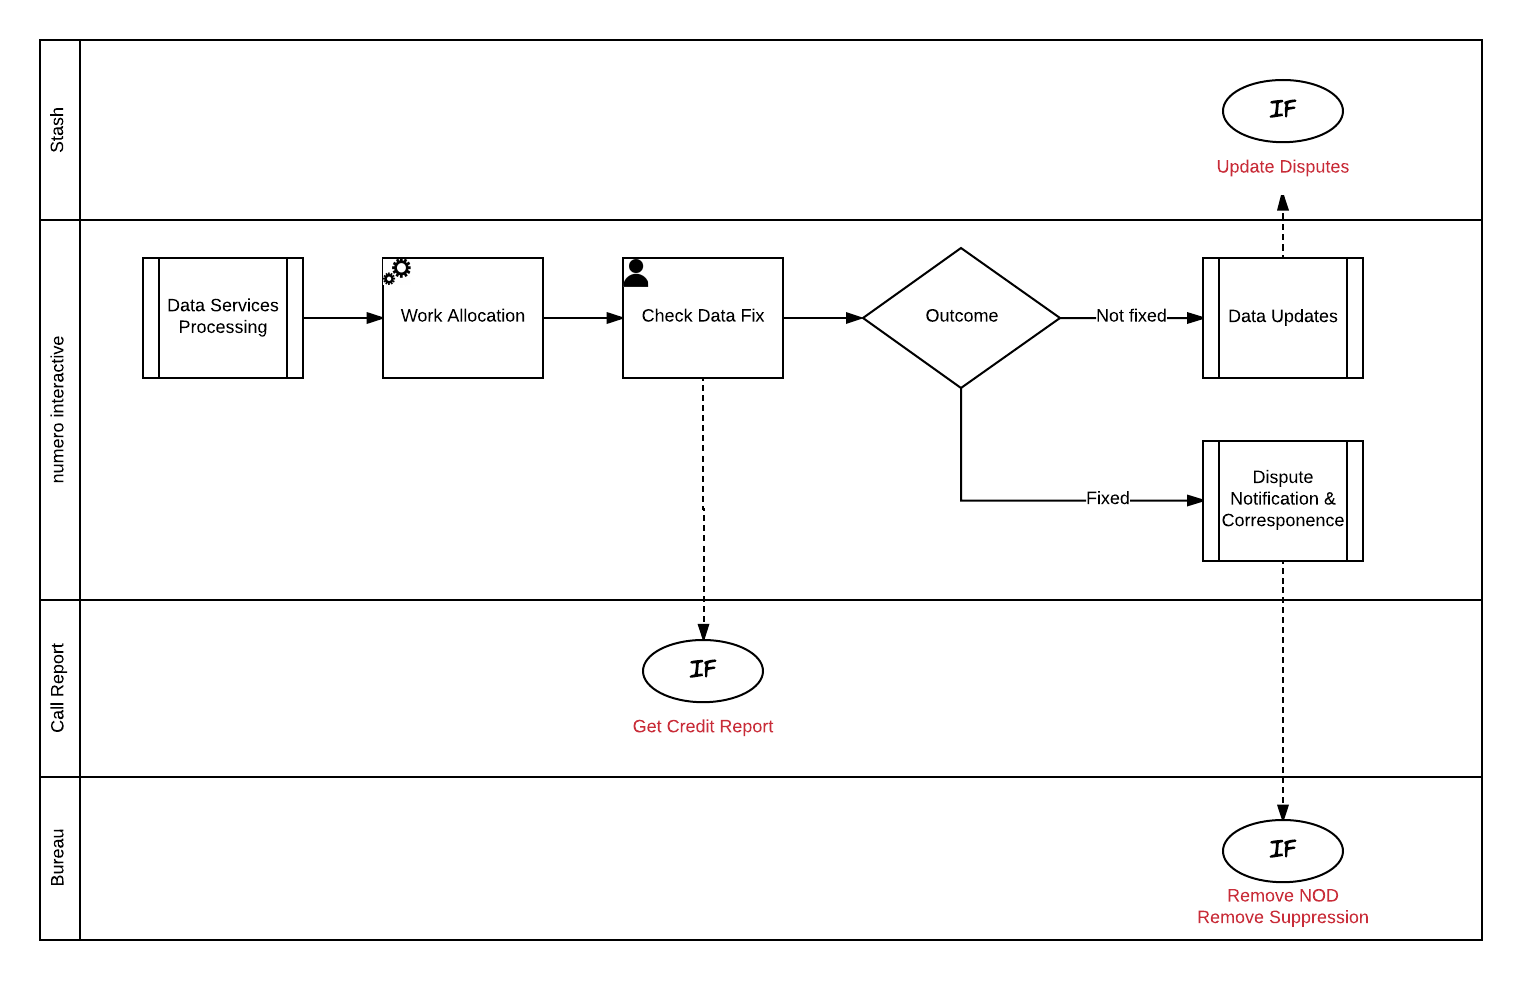 Stash
IF
Update Disputes
numero interactive
Data Services
Processing
Work Allocation
Check Data Fix
Outcome
Not fixed
Data Updates
Fixed
Dispute
Notification &
Corresponence
Call Report
IF
Get Credit Report
Bureau
IF
Remove NOD
Remove Suppression